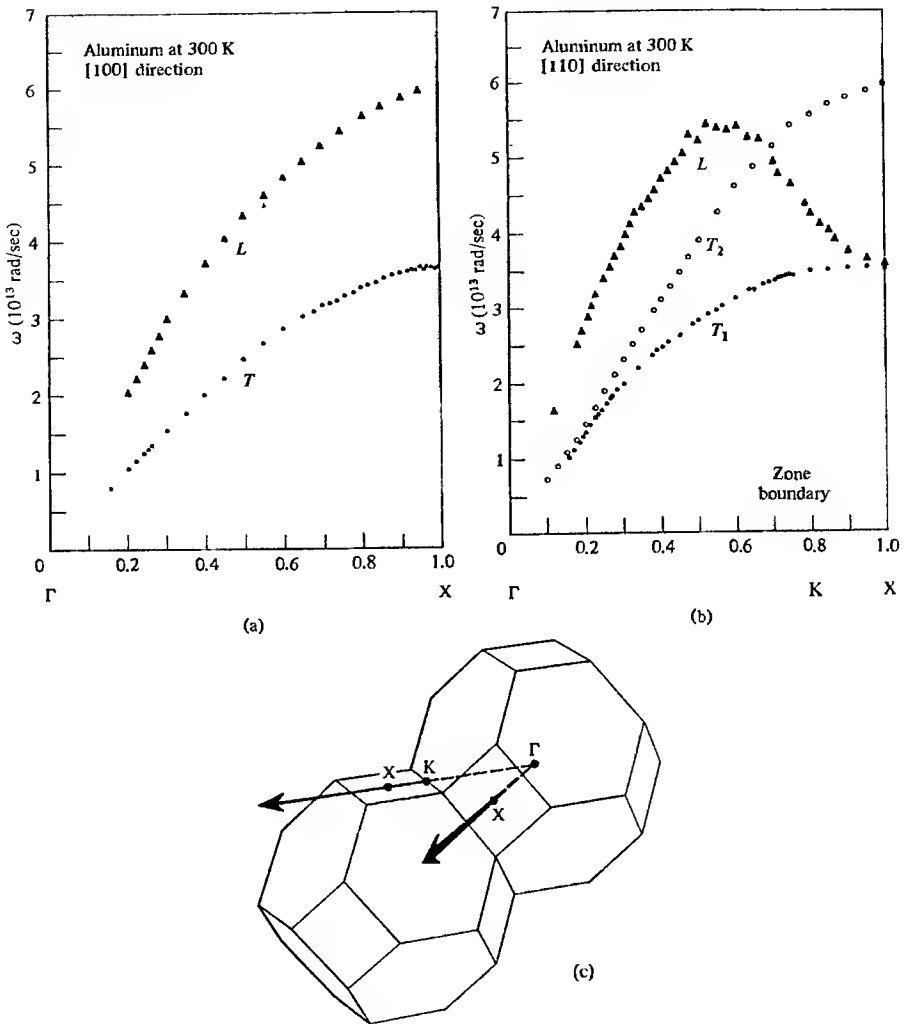 7
6
5
4
3
2
1
0
ω (10¹³ rad/sec)
Aluminum at 300 K
[100] direction
L
T
0.2
0.4
0.6
0.8
1.0
Γ
X
(a)
7
6
5
4
3
2
1
0
ω (10¹³ rad/sec)
Aluminum at 300 K
[110] direction
L
T₂
T₁
Zone
boundary
0.2
0.4
0.6
0.8
1.0
Γ
K
X
(b)
Γ
X
K
X
(c)